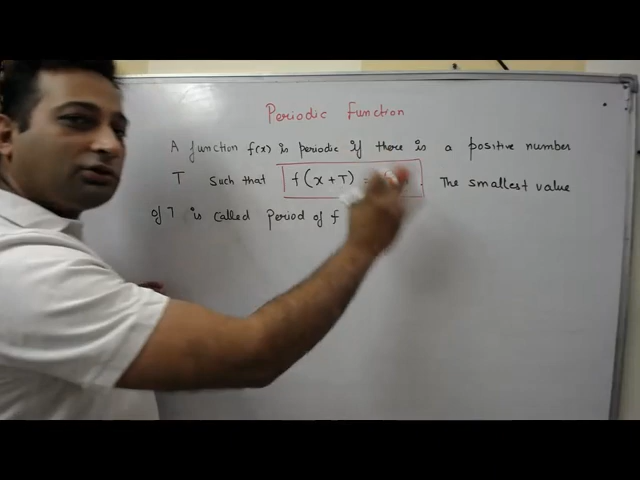 Periodic Function
A function f(x) is periodic if there is a positive number
T such that f(x+T) . The smallest value
of T is called period of f